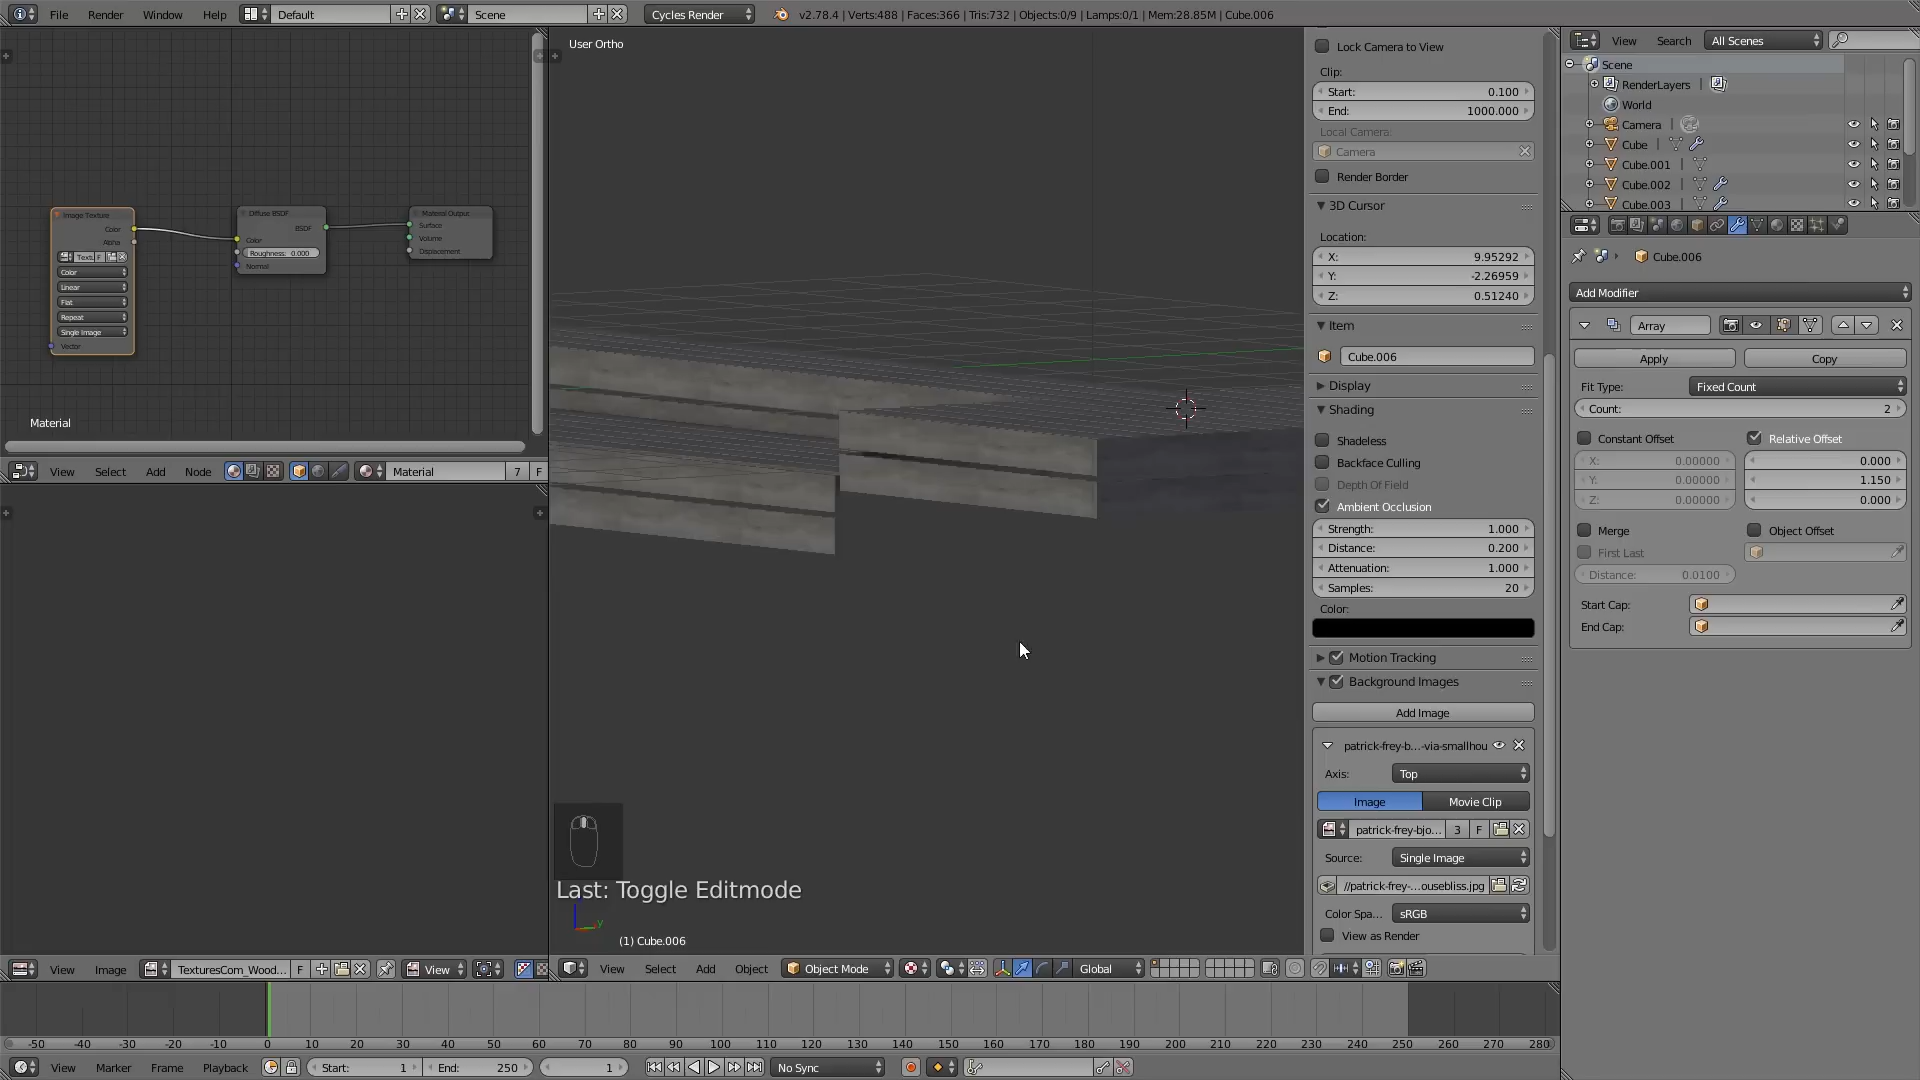 File Render Window Help Default Scene Cycles Render v2.78.4 | Verts:488 | Faces:366 | Tris:732 | Objects:0/9 | Lamps:0/1 | Mem:28.85M | Cube.006
Image Texture
Color
Alpha
Text. F
Color
Linear
Flat
Repeat
Single Image
Vector
Diffuse BSDF
BSDF
Color
Roughness: 0.000
Normal
Material Output
Surface
Volume
Displacement
Material
View Select Add Node Material 7 F
View Image TexturesCom_Wood... F View
User Ortho
Last: Toggle Editmode
y
(1) Cube.006
View Select Add Object Object Mode Global
Lock Camera to View
Clip:
Start: 0.100
End: 1000.000
Local Camera:
Camera
Render Border
3D Cursor
Location:
X: 9.95292
Y: -2.26959
Z: 0.51240
Item
Cube.006
Display
Shading
Shadeless
Backface Culling
Depth Of Field
Ambient Occlusion
Strength: 1.000
Distance: 0.200
Attenuation: 1.000
Samples: 20
Color:
Motion Tracking
Background Images
Add Image
patrick-frey-b...-via-smallhou
Axis: Top
Image Movie Clip
patrick-frey-bjo... 3 F
Source: Single Image
//patrick-frey-...ousebliss.jpg
Color Spa... sRGB
View as Render
View Search All Scenes
Scene
RenderLayers |
World
Camera |
Cube |
Cube.001 |
Cube.002 |
Cube.003 |
Cube.006
Add Modifier
Array
Apply Copy
Fit Type: Fixed Count
Count: 2
Constant Offset Relative Offset
X: 0.00000 0.000
Y: 0.00000 1.150
Z: 0.00000 0.000
Merge Object Offset
First Last
Distance: 0.0100
Start Cap:
End Cap:
-50 -40 -30 -20 -10 0 10 20 30 40 50 60 70 80 90 100 110 120 130 140 150 160 170 180 190 200 210 220 230 240 250 260 270 280
View Marker Frame Playback Start: 1 End: 250 1 No Sync